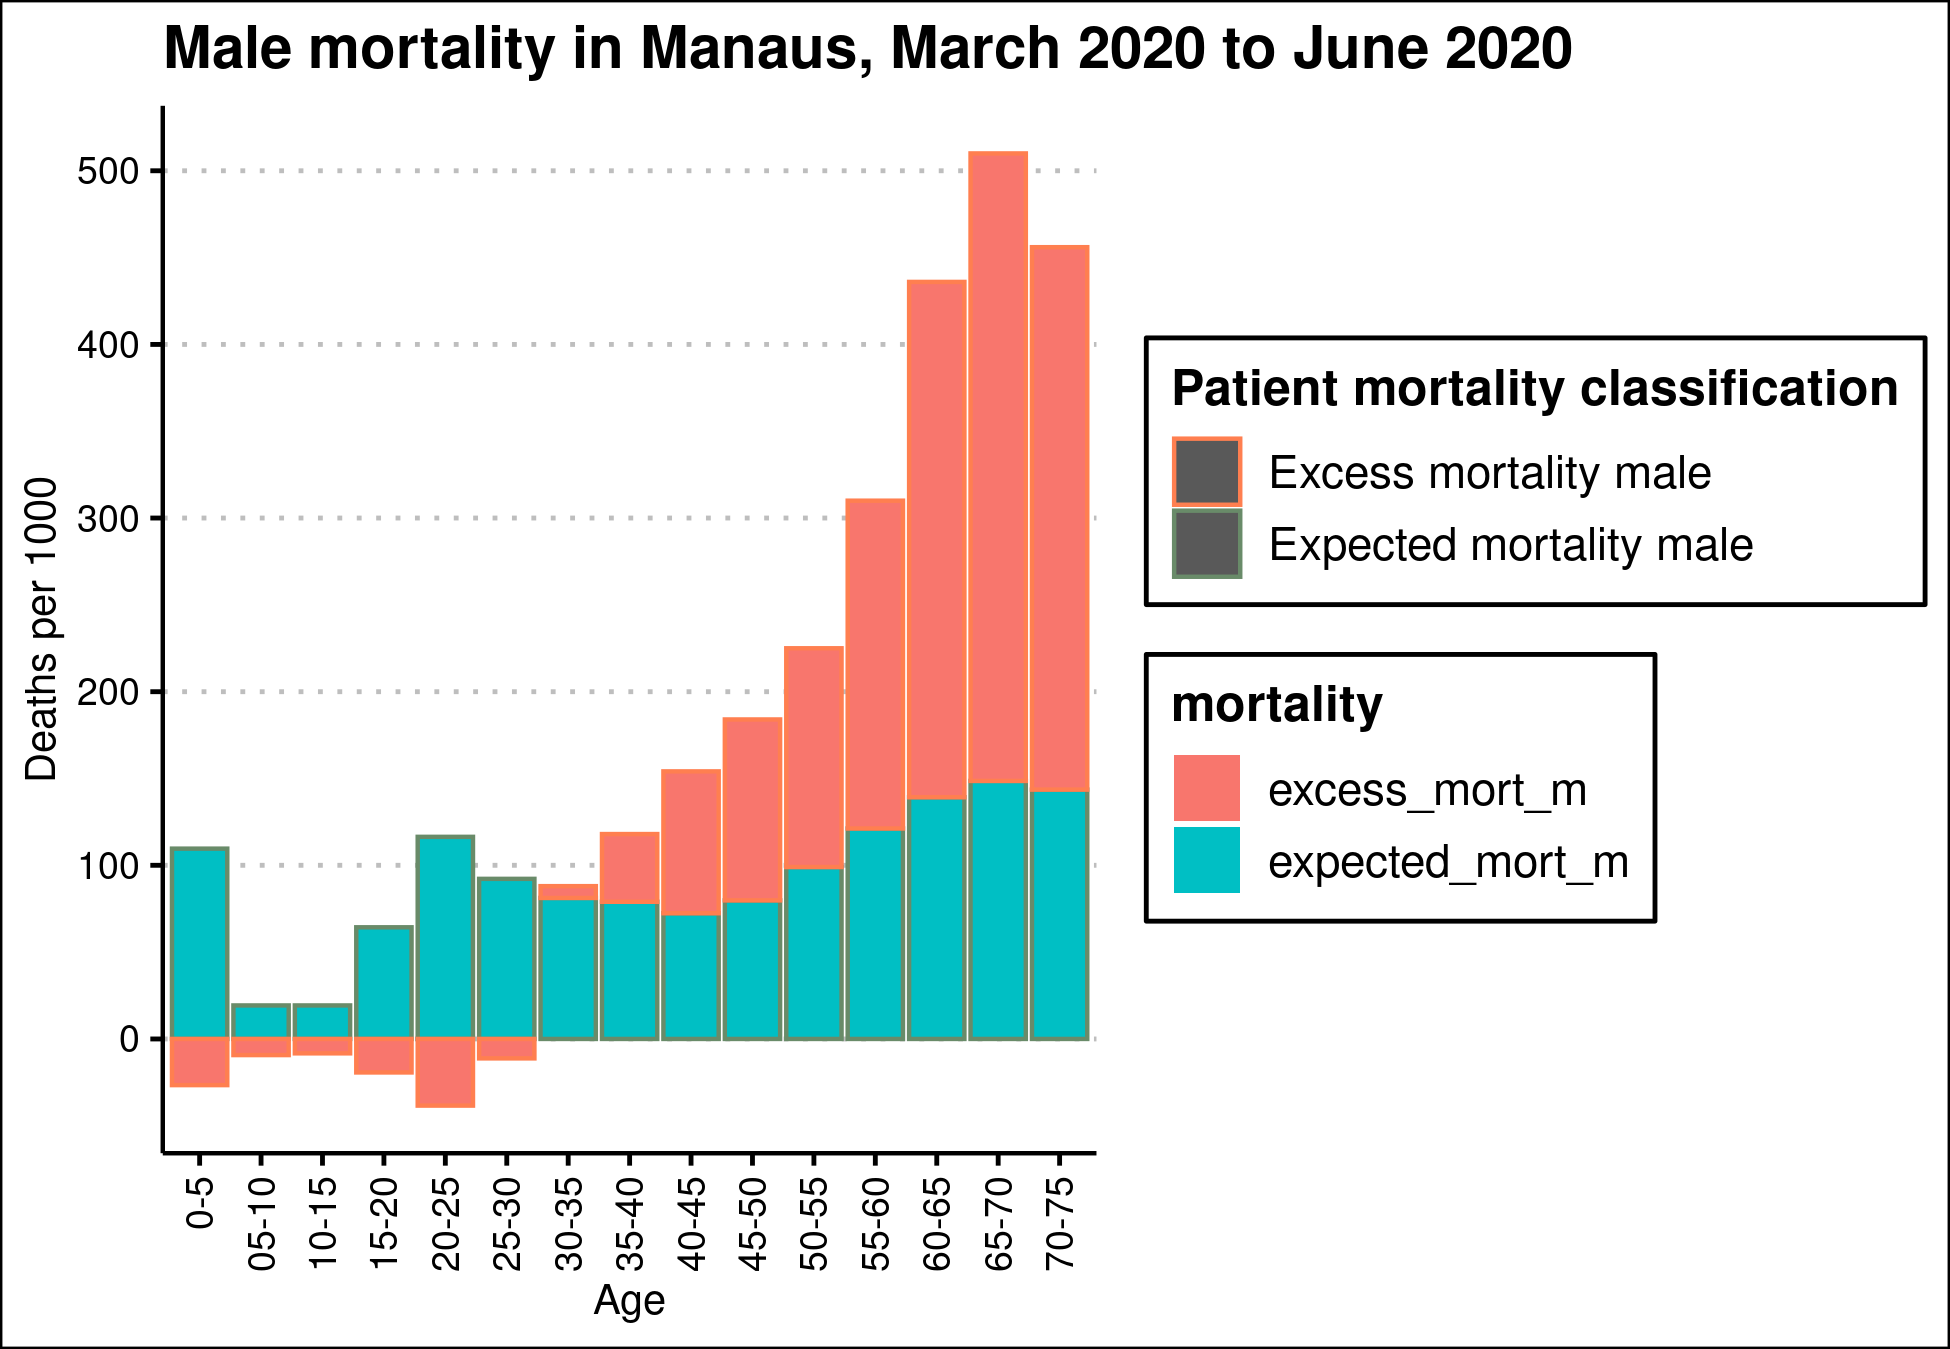 Male mortality in Manaus, March 2020 to June 2020
Deaths per 1000
500
400
300
200
100
0
0-5
05-10
10-15
15-20
20-25
25-30
30-35
35-40
40-45
45-50
50-55
55-60
60-65
65-70
70-75
Age
Patient mortality classification
Excess mortality male
Expected mortality male
mortality
excess_mort_m
expected_mort_m